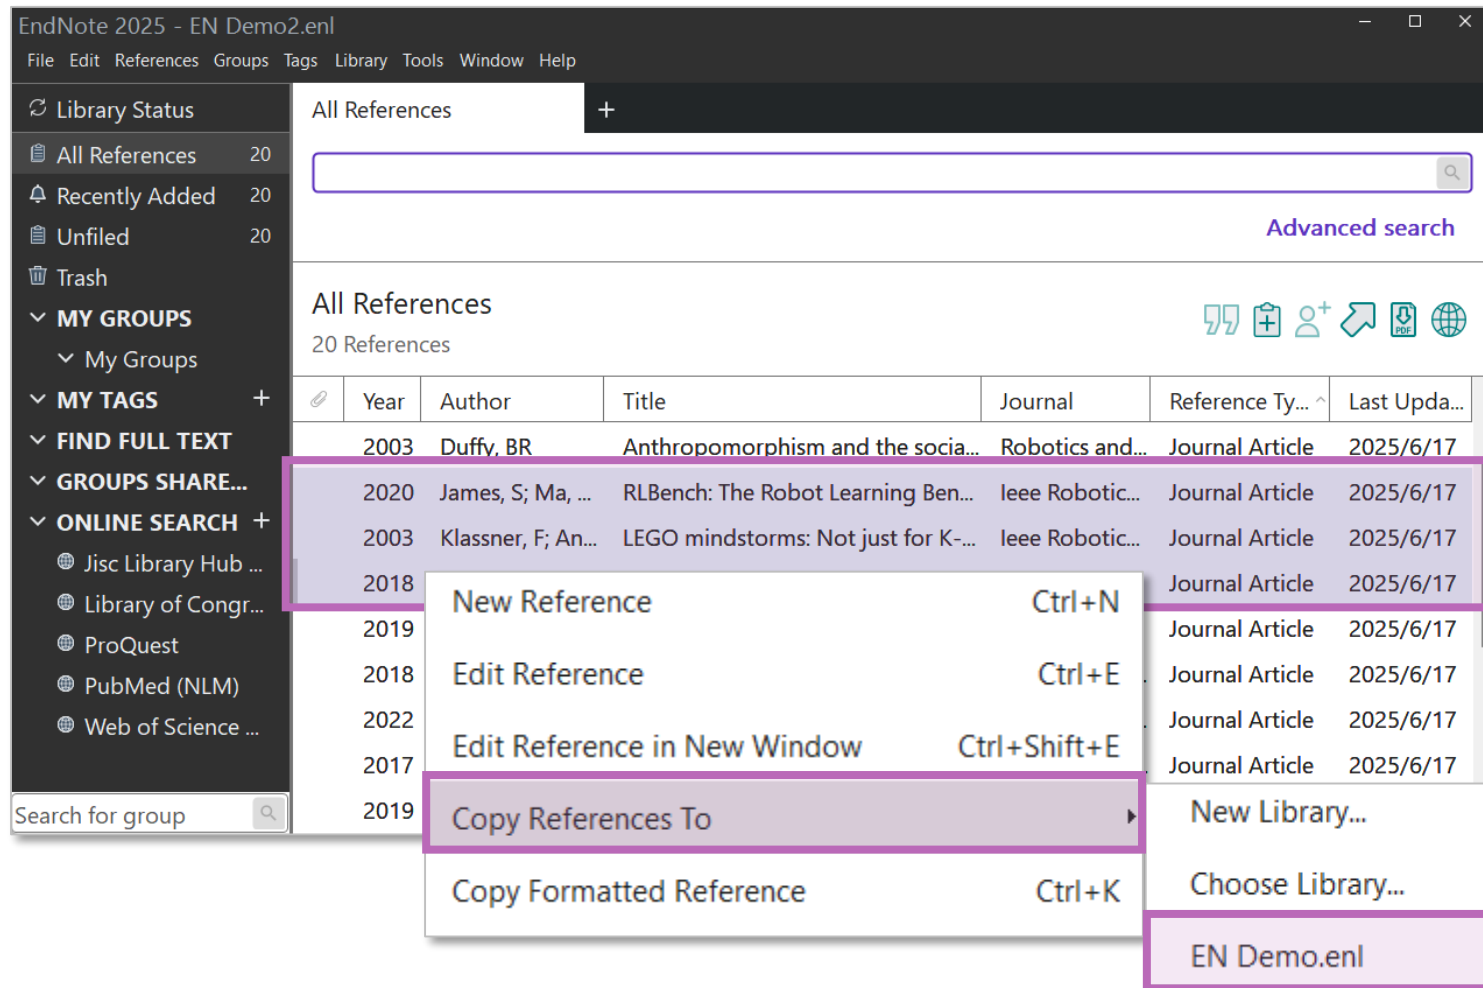 EndNote 2025 - EN Demo2.enl
File Edit References Groups Tags Library Tools Window Help
Library Status
All References 20
Recently Added 20
Unfiled 20
Trash
MY GROUPS
My Groups
MY TAGS +
FIND FULL TEXT
GROUPS SHARE...
ONLINE SEARCH +
Jisc Library Hub ...
Library of Congr...
ProQuest
PubMed (NLM)
Web of Science ...
Search for group
All References +
Advanced search
All References
20 References
PDF
Year Author Title Journal Reference Ty... Last Upda...
2003 Duffy, BR Anthropomorphism and the socia... Robotics and... Journal Article 2025/6/17
2020 James, S; Ma, ... RLBench: The Robot Learning Ben... Ieee Robotic... Journal Article 2025/6/17
2003 Klassner, F; An... LEGO mindstorms: Not just for K-... Ieee Robotic... Journal Article 2025/6/17
2018 Journal Article 2025/6/17
2019 Journal Article 2025/6/17
2018 Journal Article 2025/6/17
2022 Journal Article 2025/6/17
2017 Journal Article 2025/6/17
2019
New Reference Ctrl+N
Edit Reference Ctrl+E
Edit Reference in New Window Ctrl+Shift+E
Copy References To
Copy Formatted Reference Ctrl+K
New Library...
Choose Library...
EN Demo.enl